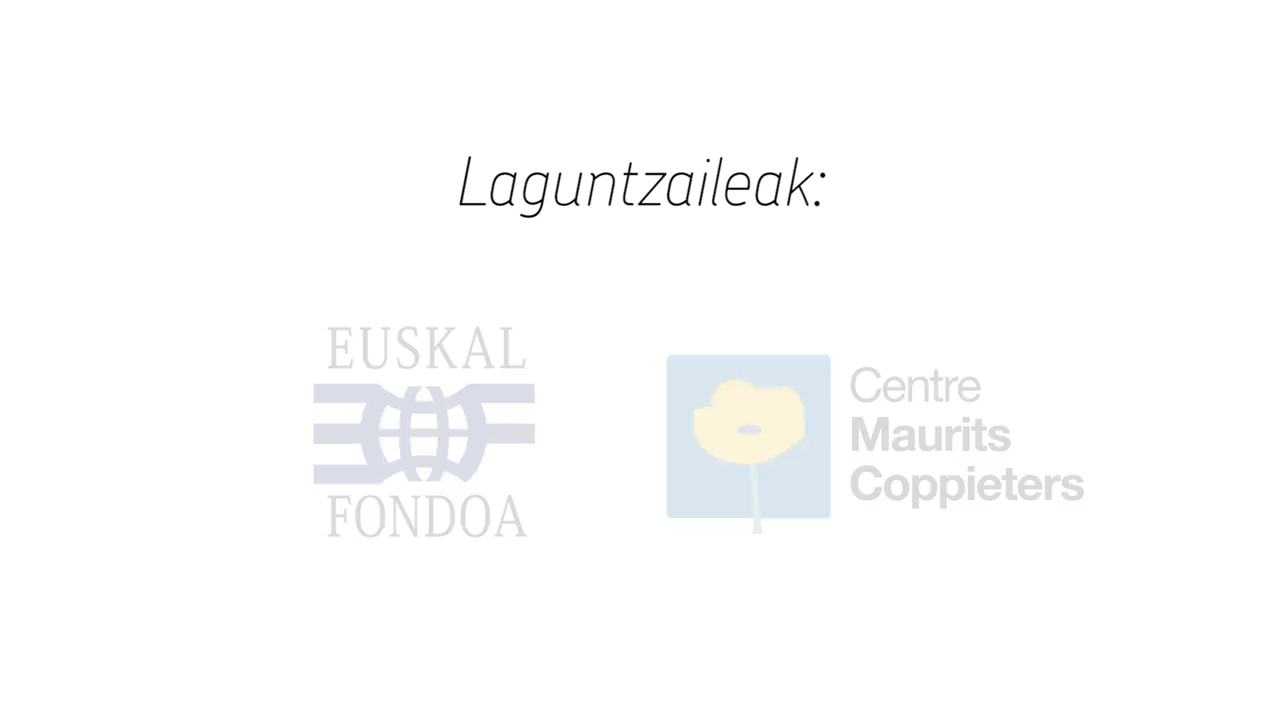 Laguntzaileak:
EUSKAL
FONDOA
Centre
Maurits
Coppieters